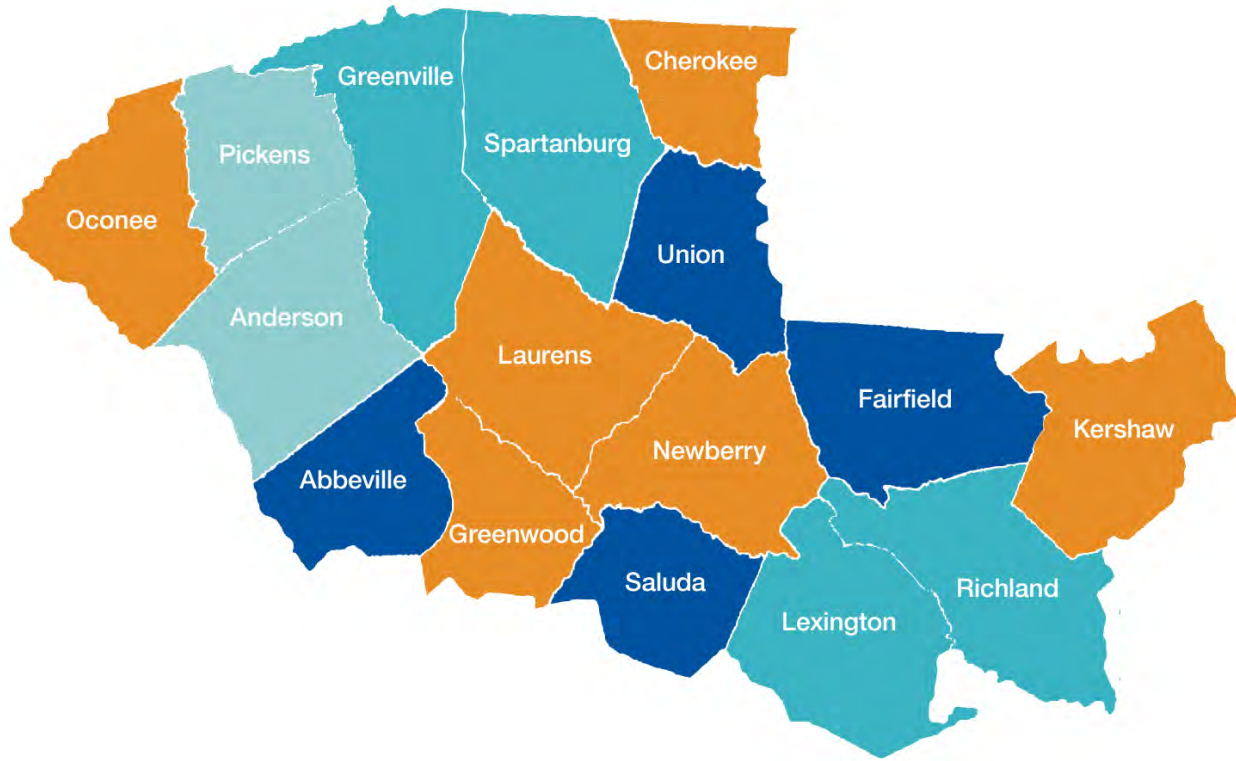 Cherokee
Greenville
Spartanburg
Pickens
Oconee
Union
Anderson
Laurens
Fairfield
Kershaw
Newberry
Abbeville
Greenwood
Saluda
Richland
Lexington